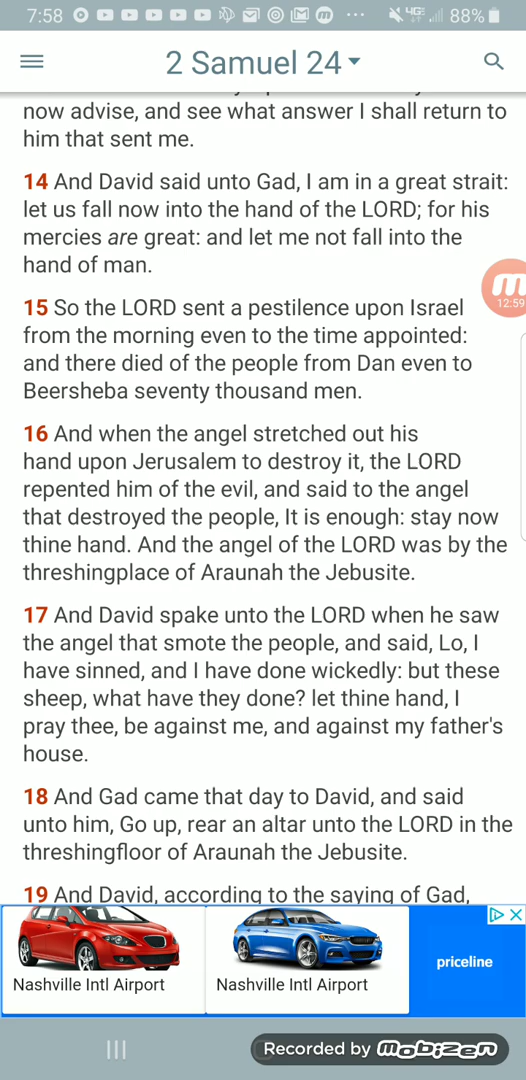 7:58
4G
88%
2 Samuel 24
now advise, and see what answer I shall return to
him that sent me.
14 And David said unto Gad, I am in a great strait:
let us fall now into the hand of the LORD; for his
mercies are great: and let me not fall into the
hand of man.
12:59
15 So the LORD sent a pestilence upon Israel
from the morning even to the time appointed:
and there died of the people from Dan even to
Beersheba seventy thousand men.
16 And when the angel stretched out his
hand upon Jerusalem to destroy it, the LORD
repented him of the evil, and said to the angel
that destroyed the people, It is enough: stay now
thine hand. And the angel of the LORD was by the
threshingplace of Araunah the Jebusite.
17 And David spake unto the LORD when he saw
the angel that smote the people, and said, Lo, I
have sinned, and I have done wickedly: but these
sheep, what have they done? let thine hand, I
pray thee, be against me, and against my father's
house.
18 And Gad came that day to David, and said
unto him, Go up, rear an altar unto the LORD in the
threshingfloor of Araunah the Jebusite.
19 And David, according to the saying of Gad,
Nashville Intl Airport
Nashville Intl Airport
priceline
Recorded by mobizen